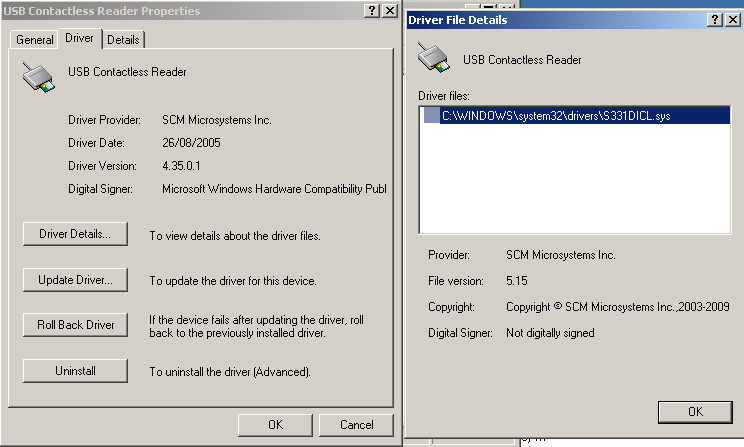 USB Contactless Reader Properties
General
Driver
Details
USB Contactless Reader
Driver Provider: SCM Microsystems Inc.
Driver Date: 26/08/2005
Driver Version: 4.35.0.1
Digital Signer: Microsoft Windows Hardware Compatibility Publ
Driver Details...
To view details about the driver files.
Update Driver...
To update the driver for this device.
Roll Back Driver
If the device fails after updating the driver, roll
back to the previously installed driver.
Uninstall
To uninstall the driver (Advanced).
OK
Cancel
Driver File Details
USB Contactless Reader
Driver files:
C:\WINDOWS\system32\drivers\S331DICL.sys
Provider: SCM Microsystems Inc.
File version: 5.15
Copyright: Copyright © SCM Microsystems Inc.,2003-2009
Digital Signer: Not digitally signed
OK